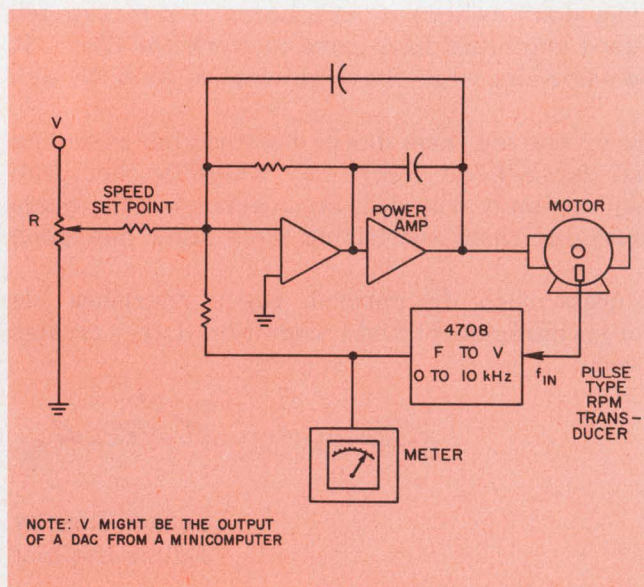 V
SPEED
SET POINT
R
POWER
AMP
MOTOR
4708
F TO V
0 TO 10 kHz
fIN
PULSE
TYPE
RPM
TRANS-
DUCER
METER
NOTE: V MIGHT BE THE OUTPUT
OF A DAC FROM A MINICOMPUTER